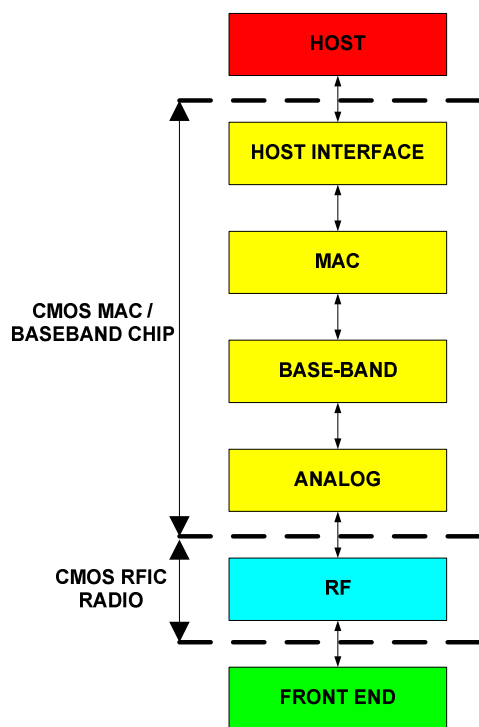 HOST
HOST INTERFACE
MAC
CMOS MAC /
BASEBAND CHIP
BASE-BAND
ANALOG
CMOS RFIC
RADIO
RF
FRONT END